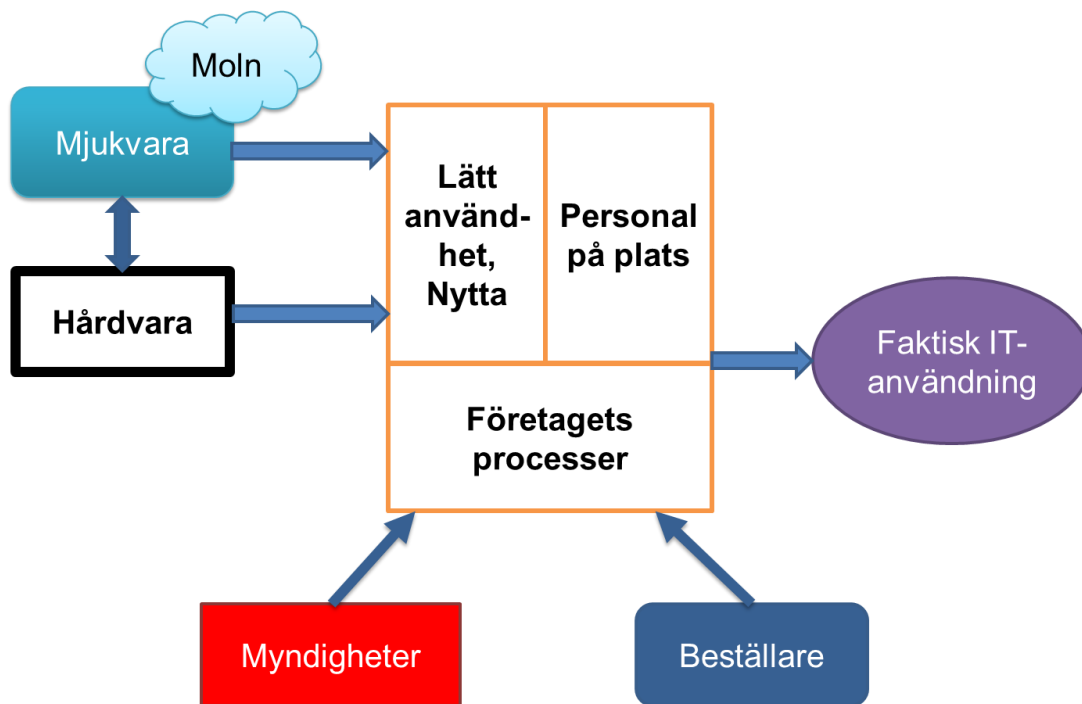 Moln
Mjukvara
Hårdvara
Lätt
använd-
het,
Nytta
Personal
på plats
Företagets
processer
Faktisk IT-
användning
Myndigheter
Beställare